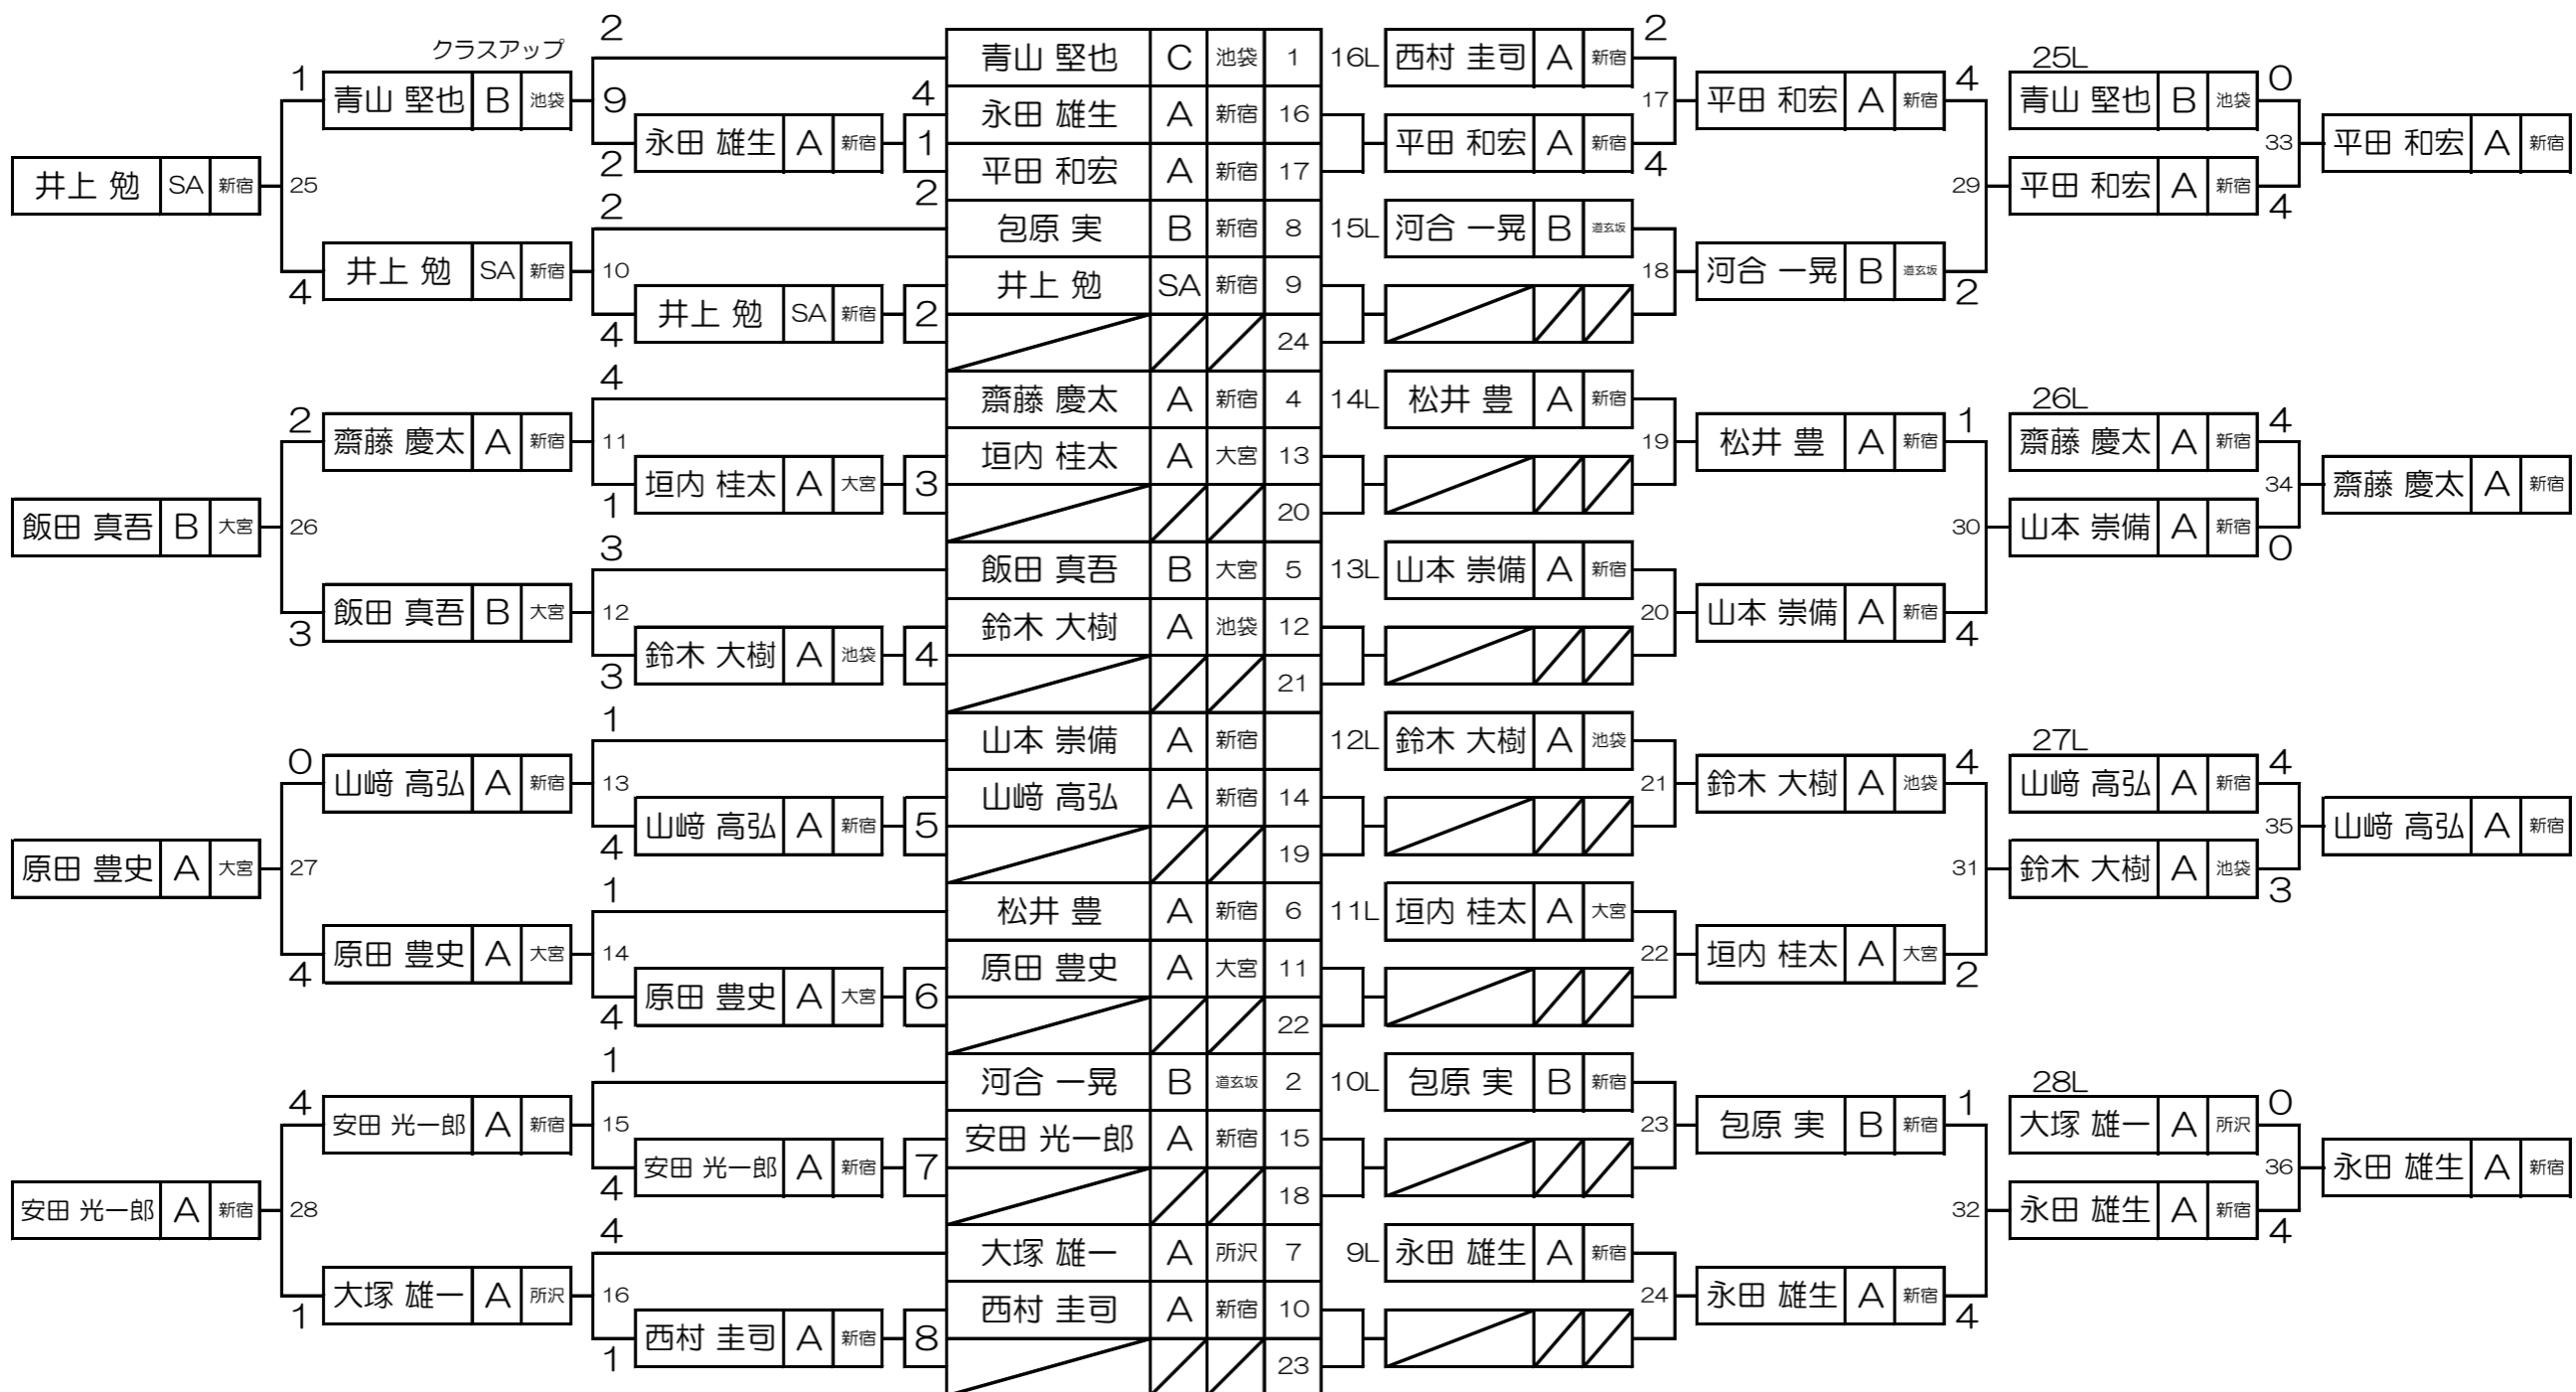 2 2
クラスアップ 青山 堅也 C 池袋 1 16L 西村 圭司 A 新宿 25L
1 青山 堅也 B 池袋 9 4 永田 雄生 A 新宿 16 17 平田 和宏 A 新宿 4 青山 堅也 B 池袋 0
永田 雄生 A 新宿 1 平田 和宏 A 新宿 33 平田 和宏 A 新宿
2 2 平田 和宏 A 新宿 17 4
井上 勉 SA 新宿 25 29 平田 和宏 A 新宿 4
2 包原 実 B 新宿 8 15L 河合 一晃 B 道玄坂
4 井上 勉 SA 新宿 10 井上 勉 SA 新宿 9 18 河合 一晃 B 道玄坂 2
4 井上 勉 SA 新宿 2
24
4 齋藤 慶太 A 新宿 4 14L 松井 豊 A 新宿 26L
2 齋藤 慶太 A 新宿 11 垣内 桂太 A 大宮 13 19 松井 豊 A 新宿 1 齋藤 慶太 A 新宿 4
1 垣内 桂太 A 大宮 3 34 齋藤 慶太 A 新宿
飯田 真吾 B 大宮 26 20 30 山本 崇備 A 新宿 0
3 飯田 真吾 B 大宮 5 13L 山本 崇備 A 新宿
3 飯田 真吾 B 大宮 12 鈴木 大樹 A 池袋 12 20 山本 崇備 A 新宿 4
3 鈴木 大樹 A 池袋 4
21
1 山本 崇備 A 新宿 12L 鈴木 大樹 A 池袋 27L
0 山﨑 高弘 A 新宿 13 山﨑 高弘 A 新宿 14 21 鈴木 大樹 A 池袋 4 山﨑 高弘 A 新宿 4
4 山﨑 高弘 A 新宿 5 35 山﨑 高弘 A 新宿
原田 豊史 A 大宮 27 19 31 鈴木 大樹 A 池袋 3
1 松井 豊 A 新宿 6 11L 垣内 桂太 A 大宮
4 原田 豊史 A 大宮 14 原田 豊史 A 大宮 11 22 垣内 桂太 A 大宮 2
4 原田 豊史 A 大宮 6
22
1 河合 一晃 B 道玄坂 2 10L 包原 実 B 新宿 28L
4 安田 光一郎 A 新宿 15 安田 光一郎 A 新宿 15 23 包原 実 B 新宿 1 大塚 雄一 A 所沢 0
4 安田 光一郎 A 新宿 7 36 永田 雄生 A 新宿
安田 光一郎 A 新宿 28 18 32 永田 雄生 A 新宿 4
4 大塚 雄一 A 所沢 7 9L 永田 雄生 A 新宿
1 大塚 雄一 A 所沢 16 西村 圭司 A 新宿 10 24 永田 雄生 A 新宿 4
1 西村 圭司 A 新宿 8
23